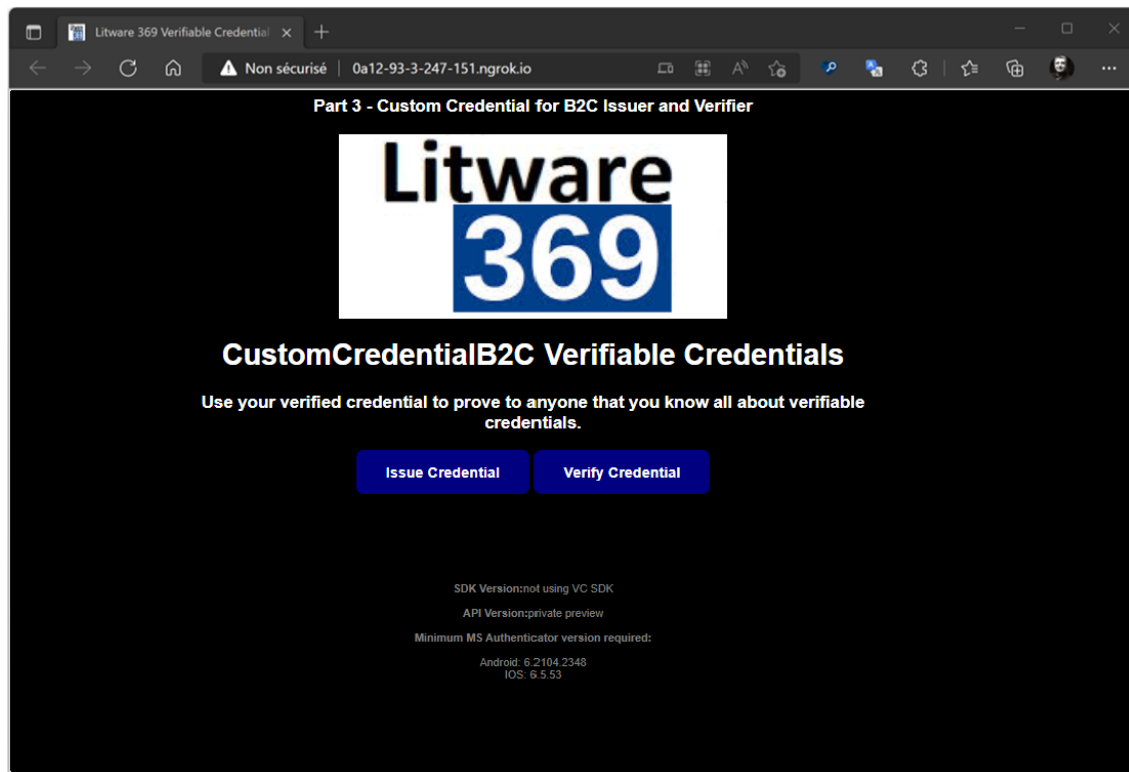 Litware 369 Verifiable Credential
Non sécurisé | 0a12-93-3-247-151.ngrok.io
Part 3 - Custom Credential for B2C Issuer and Verifier
Litware
369
CustomCredentialB2C Verifiable Credentials
Use your verified credential to prove to anyone that you know all about verifiable
credentials.
Issue Credential Verify Credential
SDK Version:not using VC SDK
API Version:private preview
Minimum MS Authenticator version required:
Android: 6.2104.2348
IOS: 6.5.53